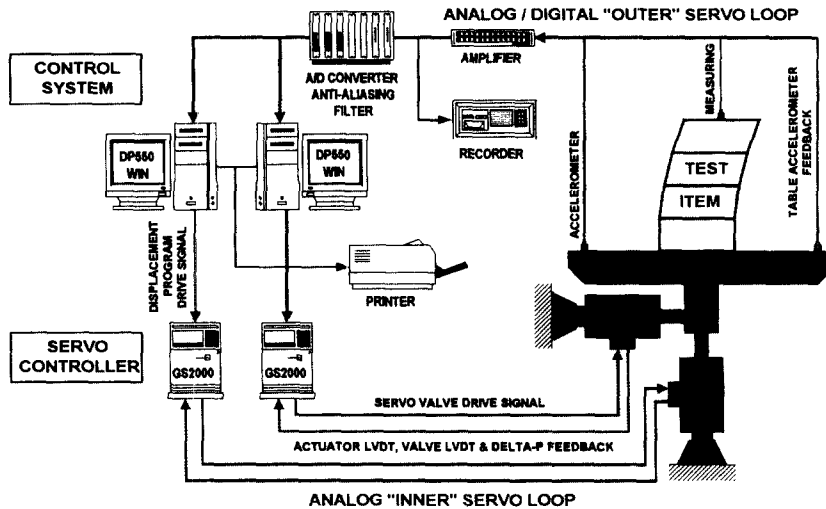 ANALOG / DIGITAL "OUTER" SERVO LOOP
CONTROL
SYSTEM
A/D CONVERTER
ANTI-ALIASING
FILTER
AMPLIFIER
RECORDER
MEASURING
ACCELEROMETER
TABLE ACCELEROMETER
FEEDBACK
TEST
ITEM
DP550
WIN
DP550
WIN
DISPLACEMENT
PROGRAM
DRIVE SIGNAL
PRINTER
SERVO
CONTROLLER
GS2000
GS2000
SERVO VALVE DRIVE SIGNAL
ACTUATOR LVDT, VALVE LVDT & DELTA-P FEEDBACK
ANALOG "INNER" SERVO LOOP